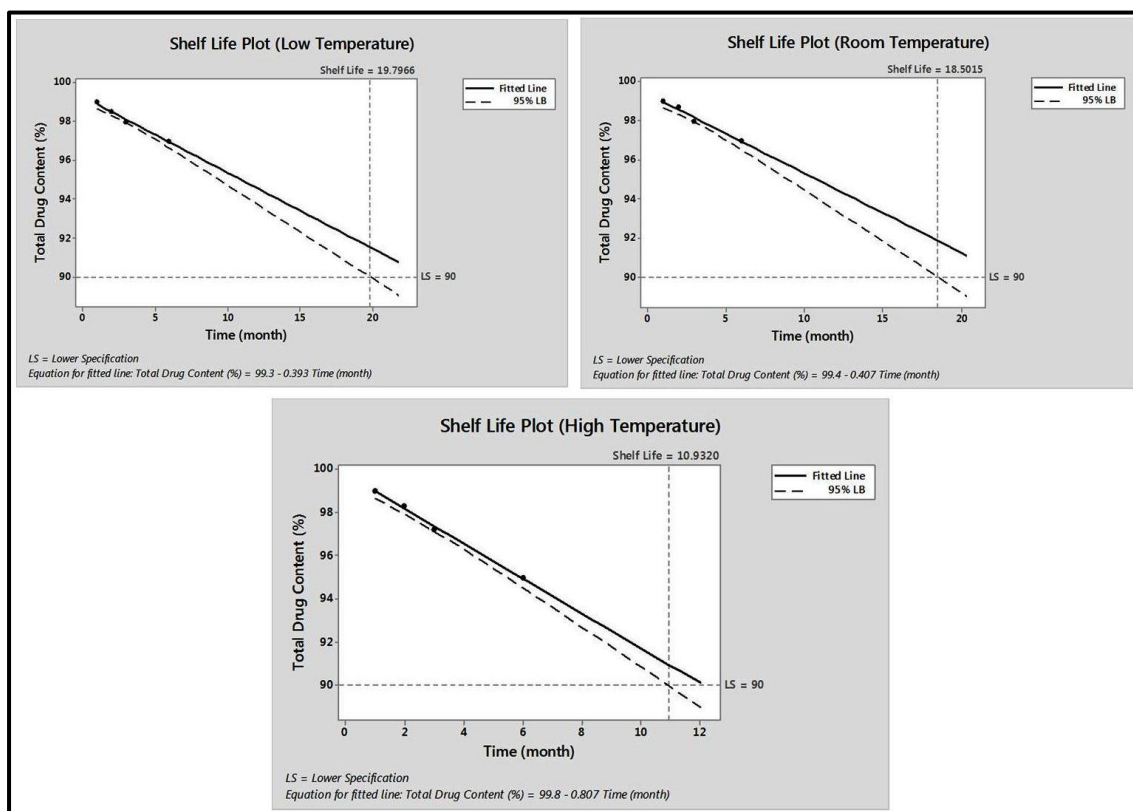 Shelf Life Plot (Low Temperature)
Shelf Life = 19.7966
Fitted Line
95% LB
Total Drug Content (%)
100
98
96
94
92
90
LS = 90
0 5 10 15 20
Time (month)
LS = Lower Specification
Equation for fitted line: Total Drug Content (%) = 99.3 - 0.393 Time (month)
Shelf Life Plot (Room Temperature)
Shelf Life = 18.5015
Fitted Line
95% LB
Total Drug Content (%)
100
98
96
94
92
90
LS = 90
0 5 10 15 20
Time (month)
LS = Lower Specification
Equation for fitted line: Total Drug Content (%) = 99.4 - 0.407 Time (month)
Shelf Life Plot (High Temperature)
Shelf Life = 10.9320
Fitted Line
95% LB
Total Drug Content (%)
100
98
96
94
92
90
LS = 90
0 2 4 6 8 10 12
Time (month)
LS = Lower Specification
Equation for fitted line: Total Drug Content (%) = 99.8 - 0.807 Time (month)